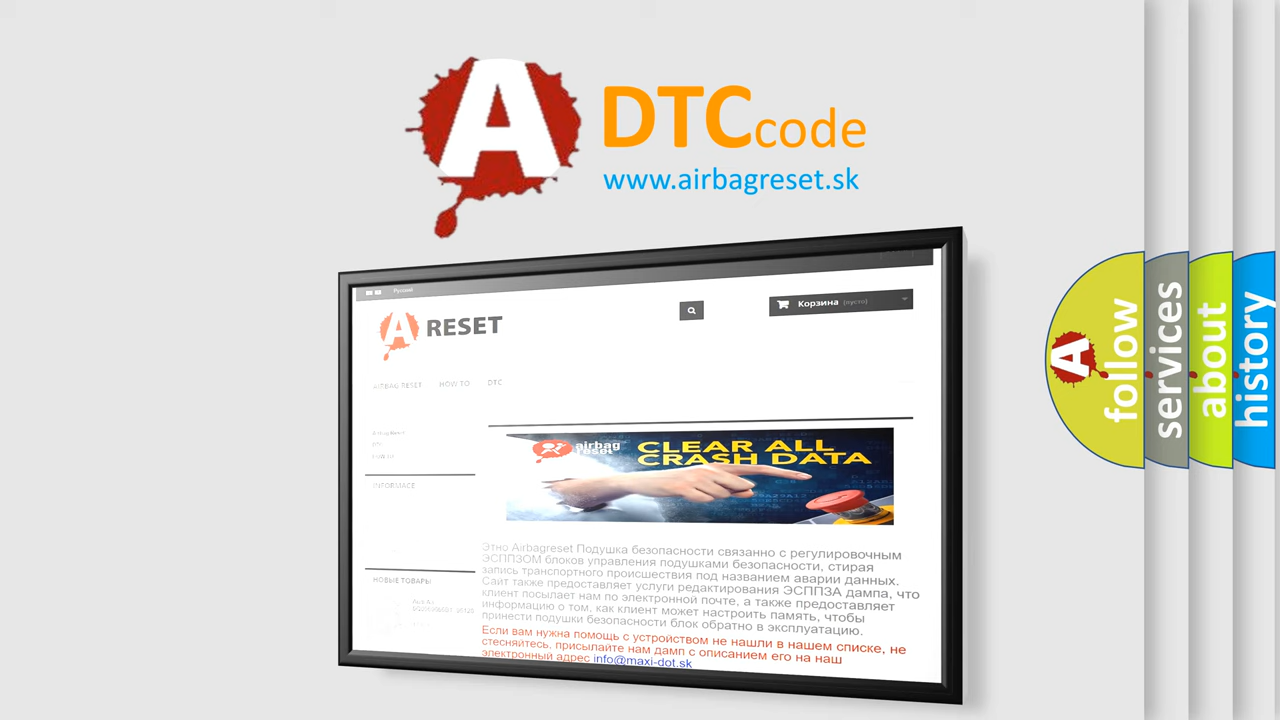 A
DTCcode
www.airbagreset.sk
Русский
A RESET
Корзина (пусто)
AIRBAG RESET HOW TO DTC
INFORMACE
НОВЫЕ ТОВАРЫ
airbag
reset
CLEAR ALL
CRASH DATA
Этно Airbagreset Подушка безопасности связанно с регулировочным
ЭСППЗОМ блоков управления подушками безопасности, стирая
запись транспортного происшествия под названием аварии данных.
Сайт также предоставляет услуги редактирования ЭСППЗА дампа, что
клиент посылает нам по электронной почте, а также предоставляет
информацию о том, как клиент может настроить память, чтобы
принести подушки безопасности блок обратно в эксплуатацию.
Если вам нужна помощь с устройством не нашли в нашем списке, не
стесняйтесь, присылайте нам дамп с описанием его на наш
электронный адрес info@maxi-dot.sk
A
follow
services
about
history